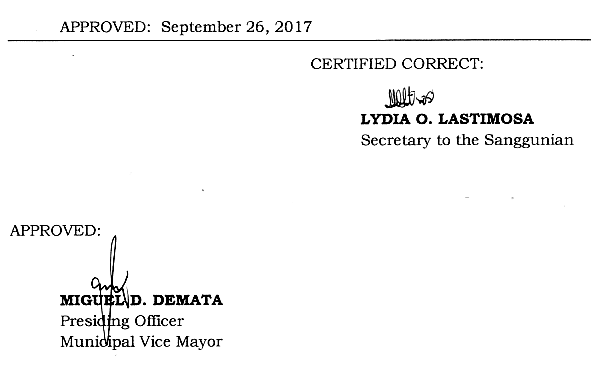 APPROVED: September 26, 2017
CERTIFIED CORRECT:
LYDIA O. LASTIMOSA
Secretary to the Sanggunian
APPROVED:
MIGUEL D. DEMATA
Presiding Officer
Municipal Vice Mayor